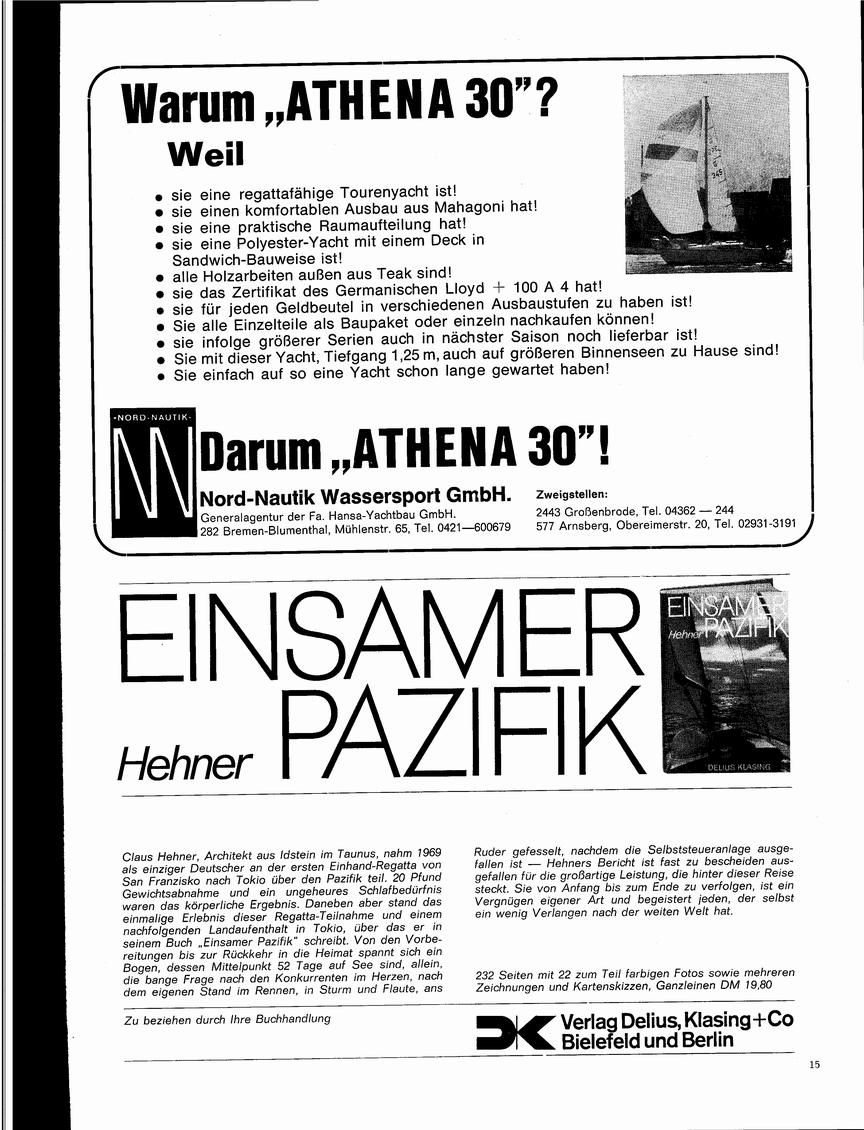 Warum „ATHENA 30”?
Weil
• sie eine regattafähige Tourenyacht ist!
• sie einen komfortablen Ausbau aus Mahagoni hat!
• sie eine praktische Raumaufteilung hat!
• sie eine Polyester-Yacht mit einem Deck in
Sandwich-Bauweise ist!
• alle Holzarbeiten außen aus Teak sind!
• sie das Zertifikat des Germanischen Lloyd + 100 A 4 hat!
• sie für jeden Geldbeutel in verschiedenen Ausbaustufen zu haben ist!
• Sie alle Einzelteile als Baupaket oder einzeln nachkaufen können!
• sie infolge größerer Serien auch in nächster Saison noch lieferbar ist!
• Sie mit dieser Yacht, Tiefgang 1,25 m, auch auf größeren Binnenseen zu Hause sind!
• Sie einfach auf so eine Yacht schon lange gewartet haben!
·NORD-NAUTIK·
Darum „ATHENA 30”!
Nord-Nautik Wassersport GmbH.
Generalagentur der Fa. Hansa-Yachtbau GmbH.
282 Bremen-Blumenthal, Mühlenstr. 65, Tel. 0421—600679
Zweigstellen:
2443 Großenbrode, Tel. 04362 — 244
577 Arnsberg, Obereimerstr. 20, Tel. 02931-3191
EINSAMER
Hehner PAZIFIK
EINSAMER
Hehner PAZIFIK
DELIUS KLASING
Claus Hehner, Architekt aus Idstein im Taunus, nahm 1969
als einziger Deutscher an der ersten Einhand-Regatta von
San Franzisko nach Tokio über den Pazifik teil. 20 Pfund
Gewichtsabnahme und ein ungeheures Schlafbedürfnis
waren das körperliche Ergebnis. Daneben aber stand das
einmalige Erlebnis dieser Regatta-Teilnahme und einem
nachfolgenden Landaufenthalt in Tokio, über das er in
seinem Buch „Einsamer Pazifik“ schreibt. Von den Vorbe-
reitungen bis zur Rückkehr in die Heimat spannt sich ein
Bogen, dessen Mittelpunkt 52 Tage auf See sind, allein,
die bange Frage nach den Konkurrenten im Herzen, nach
dem eigenen Stand im Rennen, in Sturm und Flaute, ans
Ruder gefesselt, nachdem die Selbststeueranlage ausge-
fallen ist — Hehners Bericht ist fast zu bescheiden aus-
gefallen für die großartige Leistung, die hinter dieser Reise
steckt. Sie von Anfang bis zum Ende zu verfolgen, ist ein
Vergnügen eigener Art und begeistert jeden, der selbst
ein wenig Verlangen nach der weiten Welt hat.
232 Seiten mit 22 zum Teil farbigen Fotos sowie mehreren
Zeichnungen und Kartenskizzen, Ganzleinen DM 19,80
Zu beziehen durch Ihre Buchhandlung
Verlag Delius, Klasing+Co
Bielefeld und Berlin
15